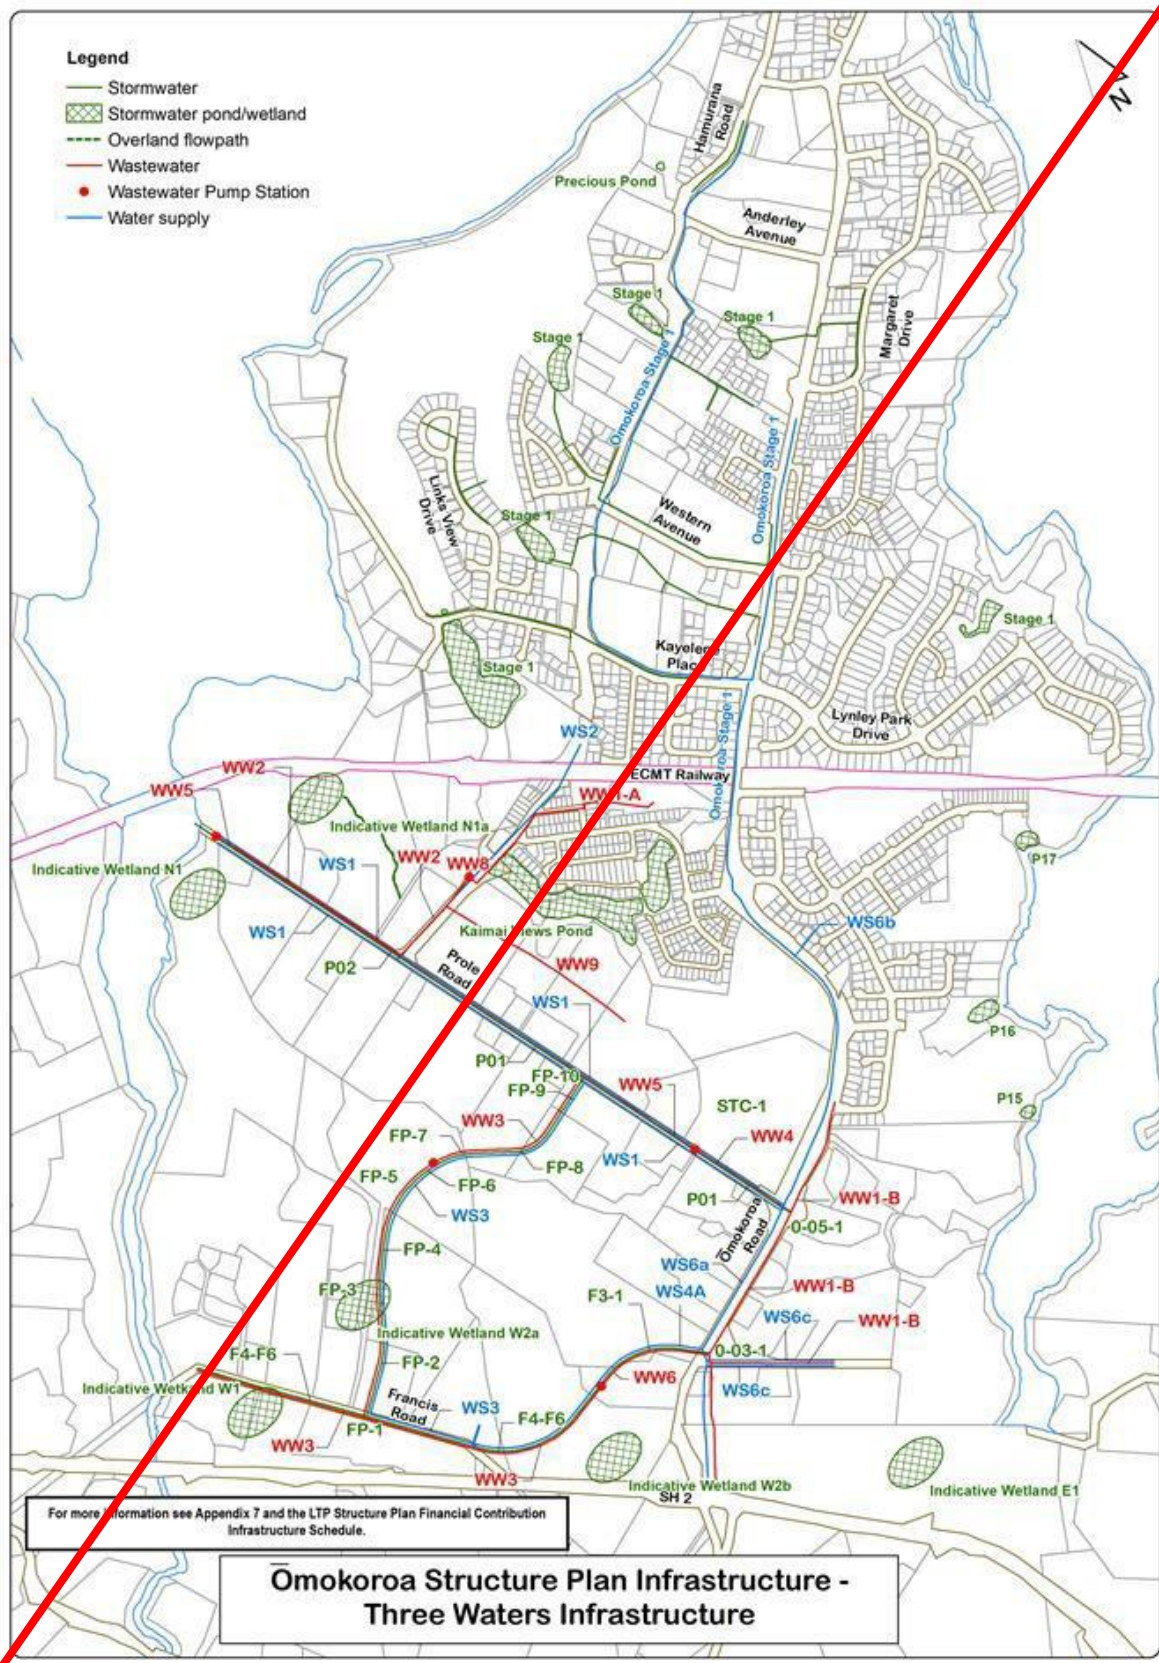 Legend
Stormwater
Stormwater pond/wetland
Overland flowpath
Wastewater
Wastewater Pump Station
Water supply
N
Hamurana
Road
Precious Pond
Anderley
Avenue
Stage 1
Stage 1
Margaret
Drive
Stage 1
Omokoroa Stage 1
Omokoroa Stage 1
Links View
Drive
Western
Avenue
Stage 1
Stage 1
Kayelene
Place
Stage 1
Lynley Park
Drive
Omokoroa Stage 1
WS2
ECMT Railway
WW2
WW5
WW1-A
Indicative Wetland N1a
P17
WS1
WW2
WW8
Indicative Wetland N1
WS1
Kaimai Views Pond
WS6b
P02
Prole
Road
WW9
WS1
P16
P01
FP-10
FP-9
WW5
STC-1
P15
WW3
FP-7
WW4
WS1
FP-8
FP-5
FP-6
P01
WW1-B
WS3
Ōmokoroa
Road
0-05-1
FP-4
WS6a
WS4A
WW1-B
FP-3
F3-1
WS6c
WW1-B
Indicative Wetland W2a
F4-F6
FP-2
0-03-1
WW6
WS6c
Indicative Wetkand W1
Francis
Road
WS3
F4-F6
FP-1
WW3
WW3
Indicative Wetland W2b
Indicative Wetland E1
SH 2
For more information see Appendix 7 and the LTP Structure Plan Financial Contribution
Infrastructure Schedule.
Ōmokoroa Structure Plan Infrastructure -
Three Waters Infrastructure